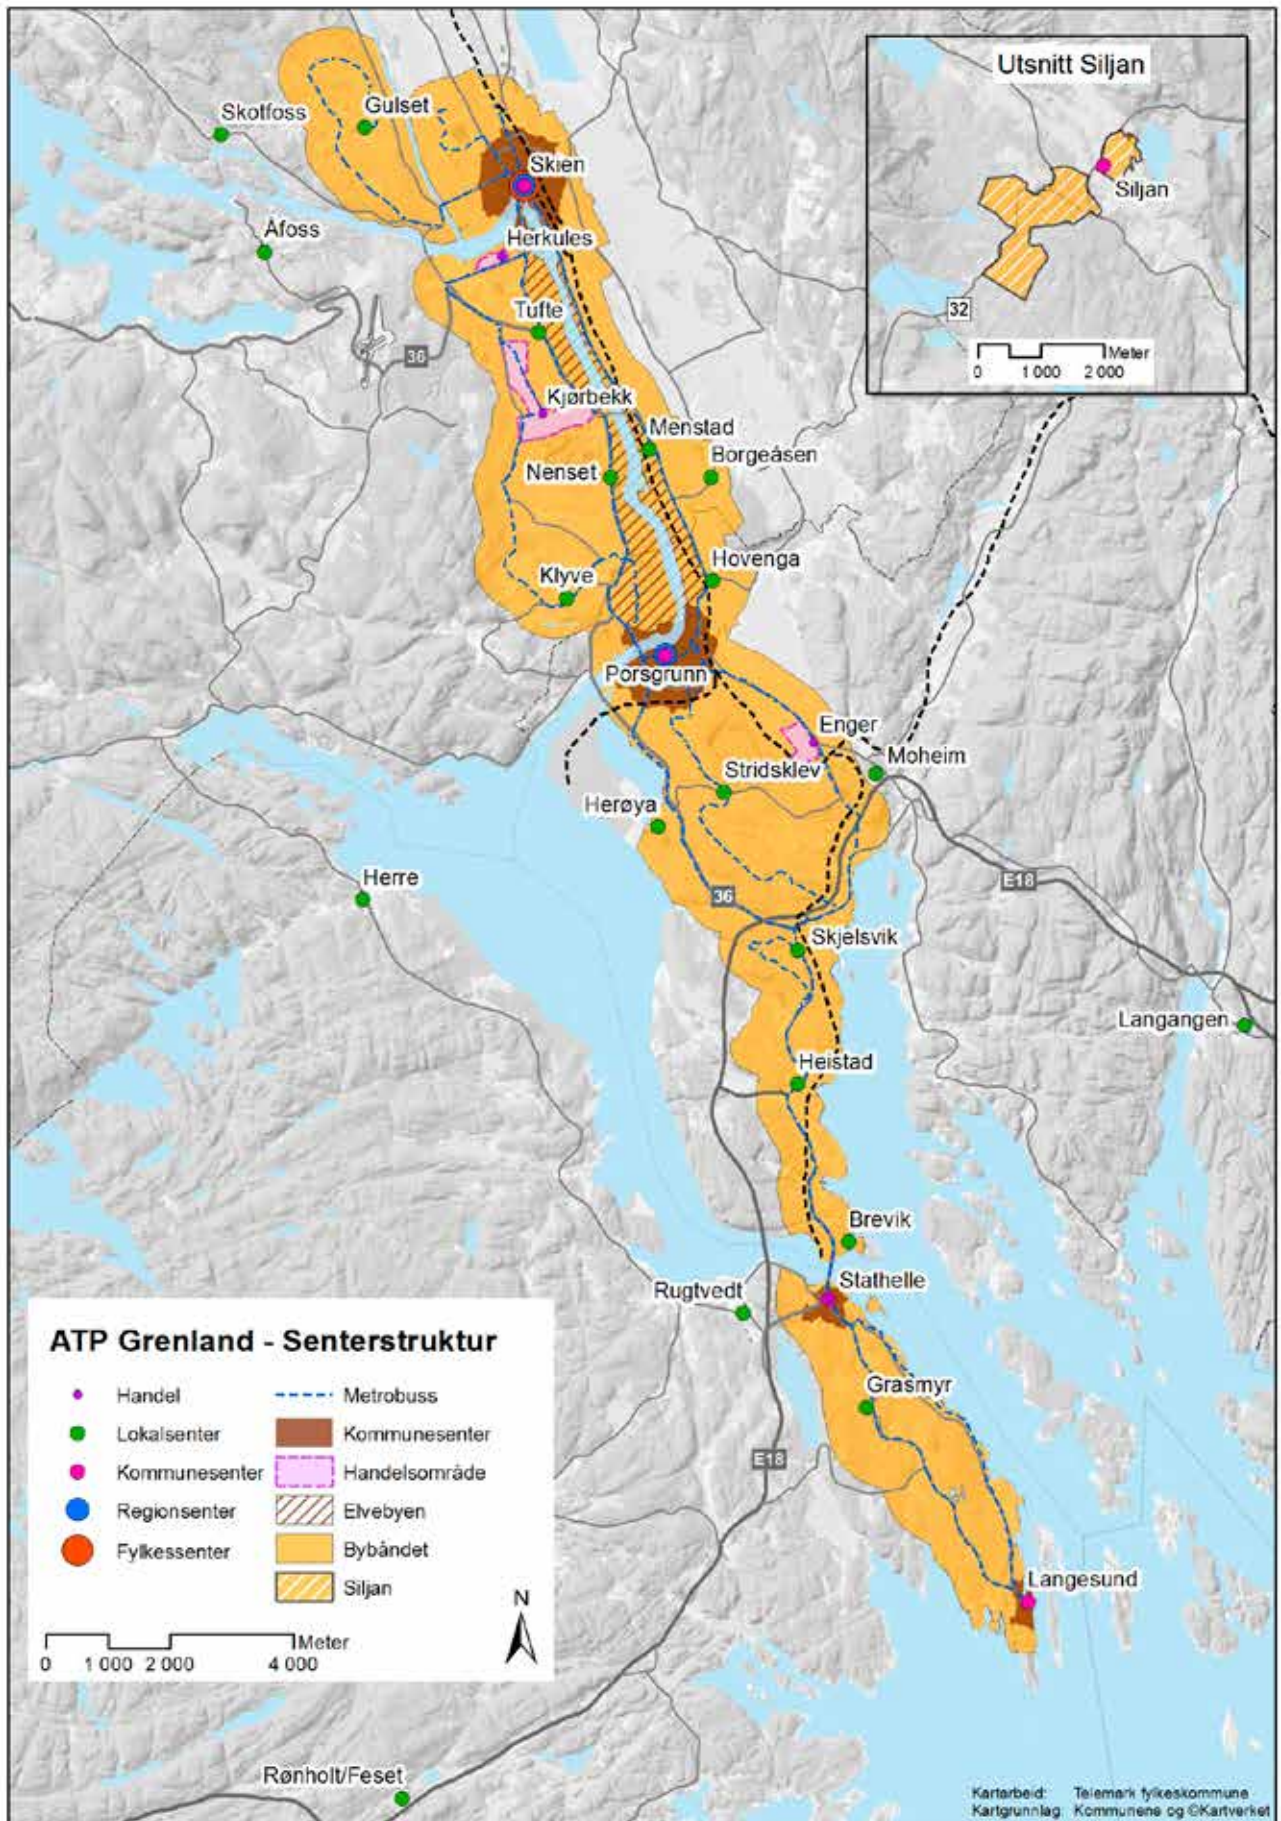 Utsnitt Siljan
Siljan
32
Meter
0 1 000 2 000
Skotfoss
Gulset
Skien
Åfoss
Herkules
Tufte
36
Kjørbekk
Menstad
Borgeåsen
Nenset
Hovenga
Klyve
Porsgrunn
Enger
Moheim
Stridsklev
Herøya
Herre
E18
36
Skjelsvik
Langangen
Heistad
Brevik
Stathelle
Rugtvedt
Grasmyr
E18
Langesund
Rønholt/Feset
ATP Grenland - Senterstruktur
Handel
Lokalsenter
Kommunesenter
Regionsenter
Fylkessenter
Metrobuss
Kommunesenter
Handelsområde
Elvebyen
Bybåndet
Siljan
N
Meter
0 1 000 2 000 4 000
Kartarbeid: Telemark fylkeskommune
Kartgrunnlag Kommunene og ©Kartverket